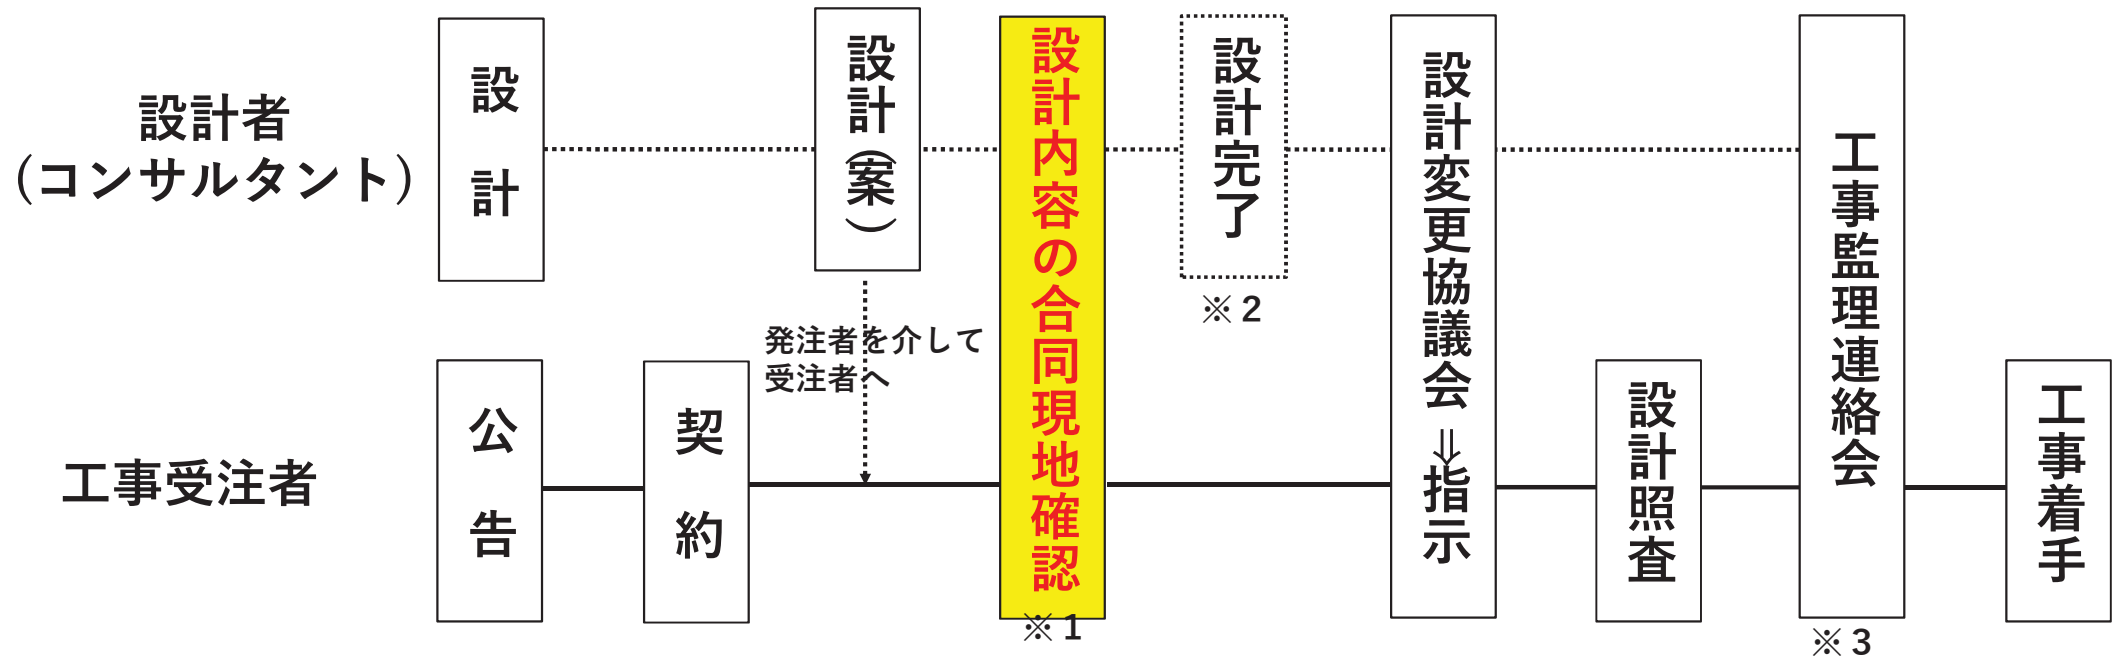 設計者
（コンサルタント）
設計
設計（案）
設計内容の合同現地確認
※1
設計完了
※2
設計変更協議会⇒指示
工事監理連絡会
※3
発注者を介して
受注者へ
工事受注者
公告
契約
設計照査
工事着手